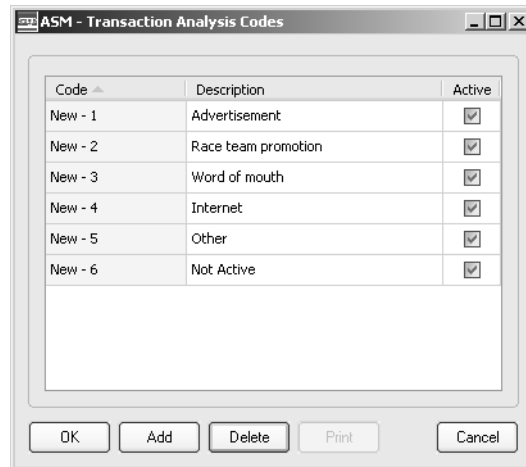 ASM - Transaction Analysis Codes
Code Description Active
New - 1 Advertisement
New - 2 Race team promotion
New - 3 Word of mouth
New - 4 Internet
New - 5 Other
New - 6 Not Active
OK Add Delete Print Cancel